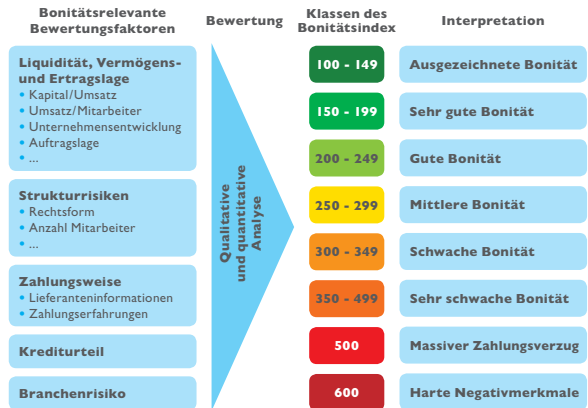 Bonitätsrelevante
Bewertungsfaktoren
Bewertung
Klassen des
Bonitätsindex
Interpretation
Liquidität, Vermögens-
und Ertragslage
• Kapital/Umsatz
• Umsatz/Mitarbeiter
• Unternehmensentwicklung
• Auftragslage
• ...
Strukturrisiken
• Rechtsform
• Anzahl Mitarbeiter
• ...
Zahlungsweise
• Lieferanteninformationen
• Zahlungserfahrungen
Krediturteil
Branchenrisiko
Qualitative
und quantitative
Analyse
100 - 149
Ausgezeichnete Bonität
150 - 199
Sehr gute Bonität
200 - 249
Gute Bonität
250 - 299
Mittlere Bonität
300 - 349
Schwache Bonität
350 - 499
Sehr schwache Bonität
500
Massiver Zahlungsverzug
600
Harte Negativmerkmale